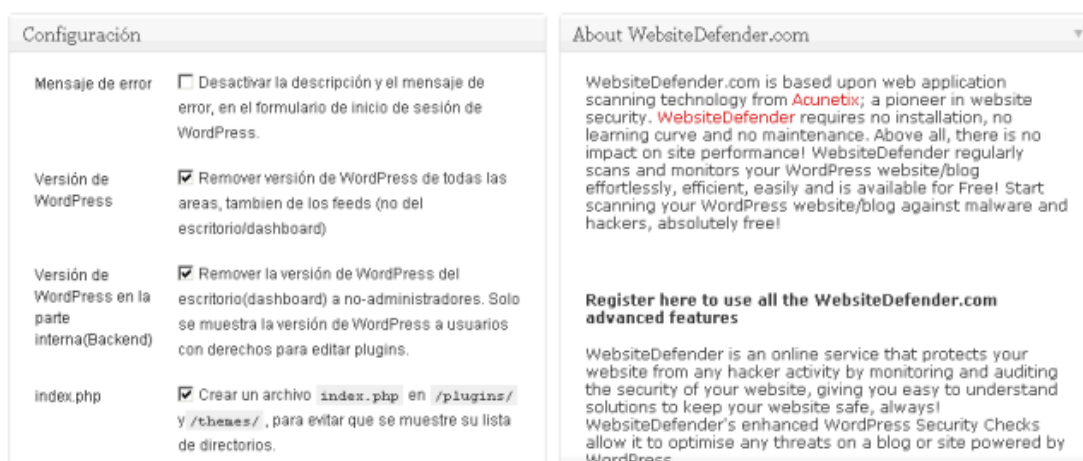 Configuración
Mensaje de error
Desactivar la descripción y el mensaje de
error, en el formulario de inicio de sesión de
WordPress.
Versión de
WordPress
Remover versión de WordPress de todas las
areas, tambien de los feeds (no del
escritorio/dashboard)
Versión de
WordPress en la
parte
interna(Backend)
Remover la versión de WordPress del
escritorio(dashboard) a no-administradores. Solo
se muestra la versión de WordPress a usuarios
con derechos para editar plugins.
index.php
Crear un archivo index.php en /plugins/
y /themes/ , para evitar que se muestre su lista
de directorios.
About WebsiteDefender.com
WebsiteDefender.com is based upon web application
scanning technology from Acunetix; a pioneer in website
security. WebsiteDefender requires no installation, no
learning curve and no maintenance. Above all, there is no
impact on site performance! WebsiteDefender regularly
scans and monitors your WordPress website/blog
effortlessly, efficient, easily and is available for Free! Start
scanning your WordPress website/blog against malware and
hackers, absolutely free!
Register here to use all the WebsiteDefender.com
advanced features
WebsiteDefender is an online service that protects your
website from any hacker activity by monitoring and auditing
the security of your website, giving you easy to understand
solutions to keep your website safe, always!
WebsiteDefender's enhanced WordPress Security Checks
allow it to optimise any threats on a blog or site powered by
WordPress